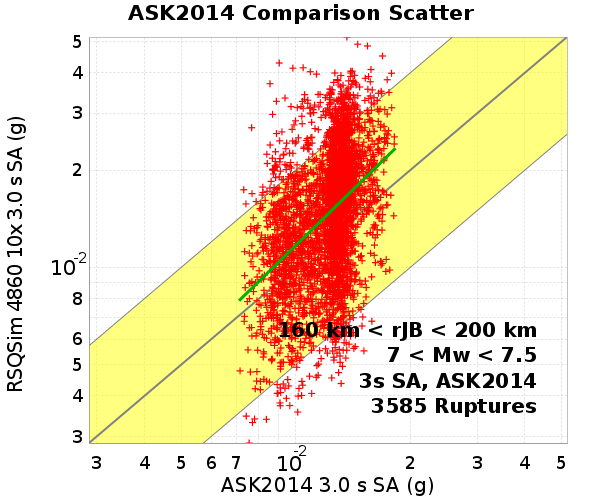 ASK2014 Comparison Scatter
RSQSim 4860 10x 3.0 s SA (g)
5
4
3
2
10-2
8
6
5
4
3
160 km < rJB < 200 km
7 < Mw < 7.5
3s SA, ASK2014
3585 Ruptures
3 4 5 6 7 10-2 2 3 4 5
ASK2014 3.0 s SA (g)